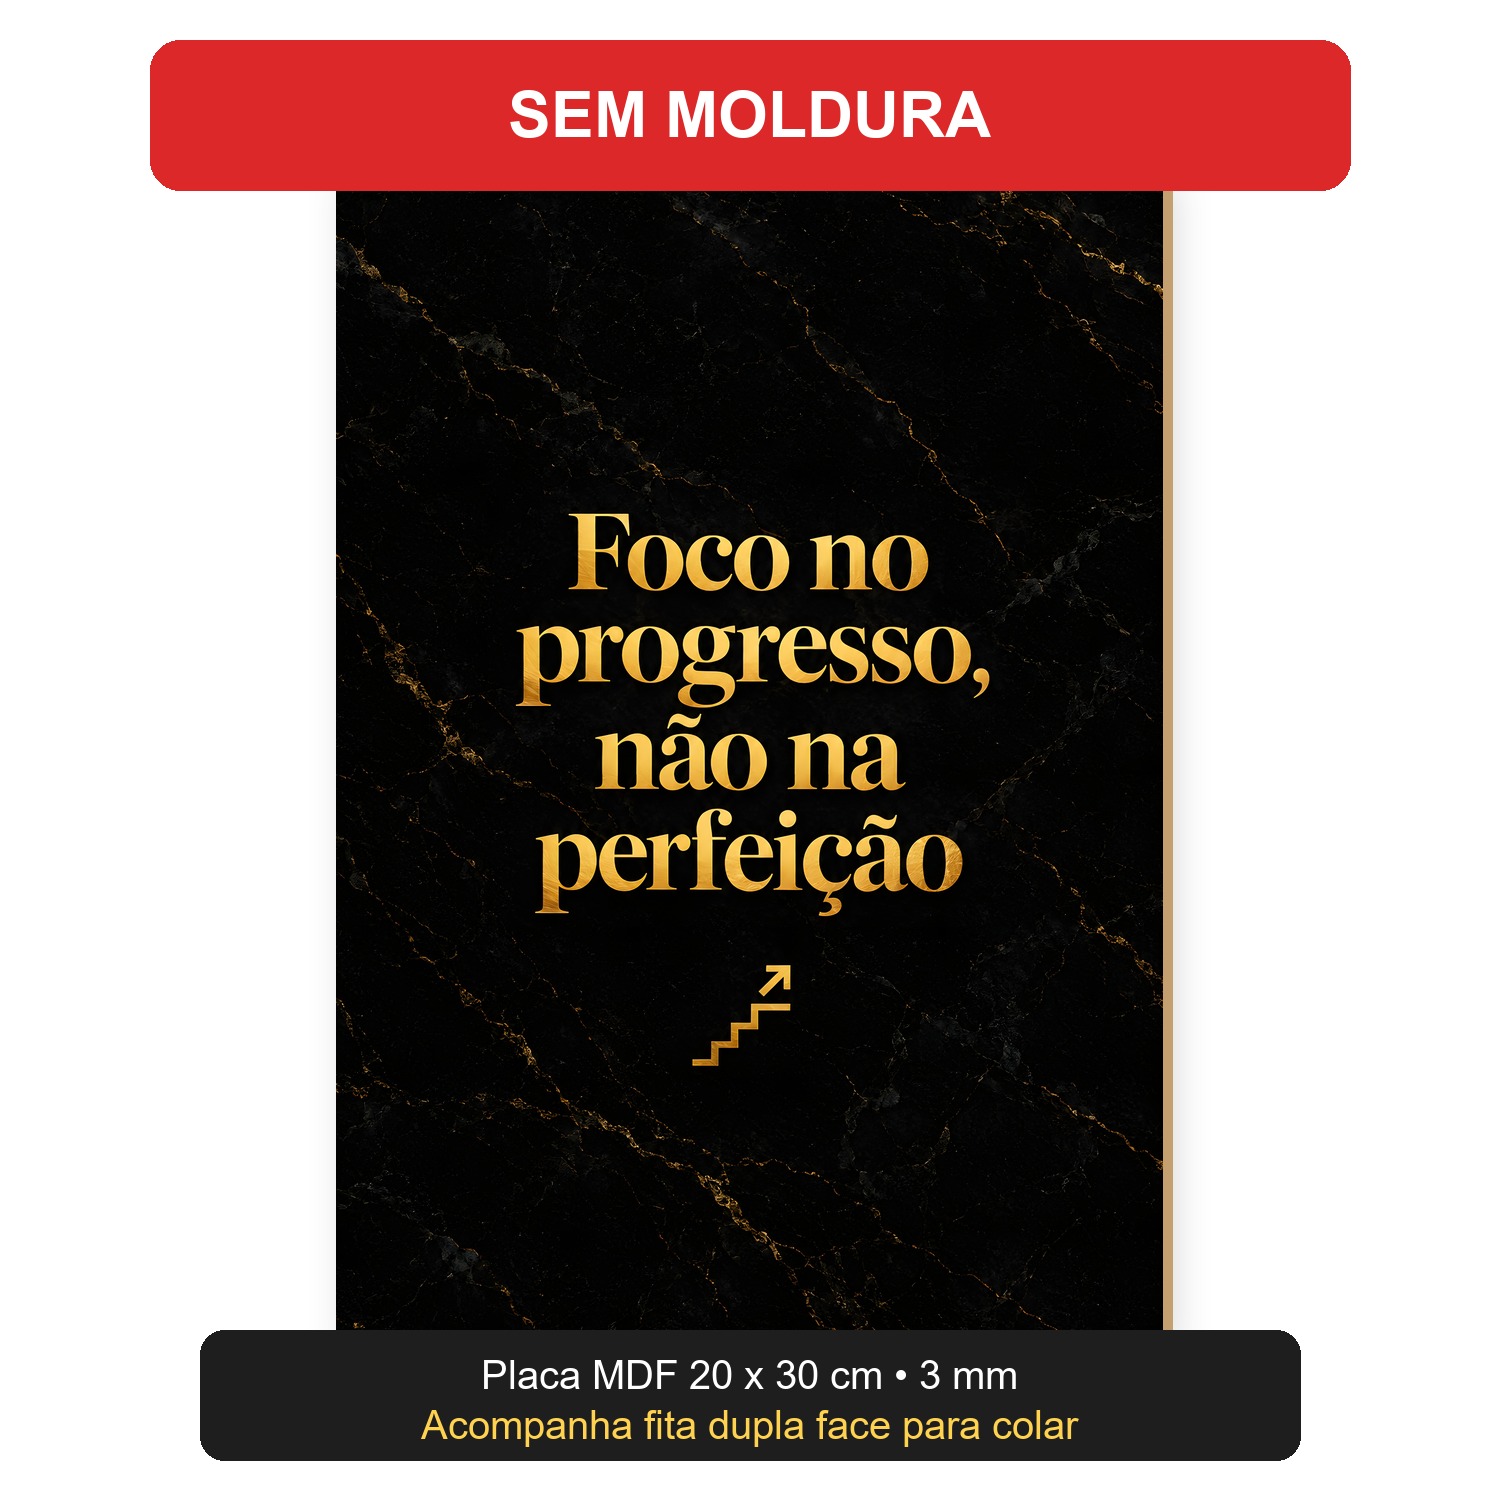 SEM MOLDURA
Foco no
progresso,
não na
perfeição
Placa MDF 20 x 30 cm • 3 mm
Acompanha fita dupla face para colar